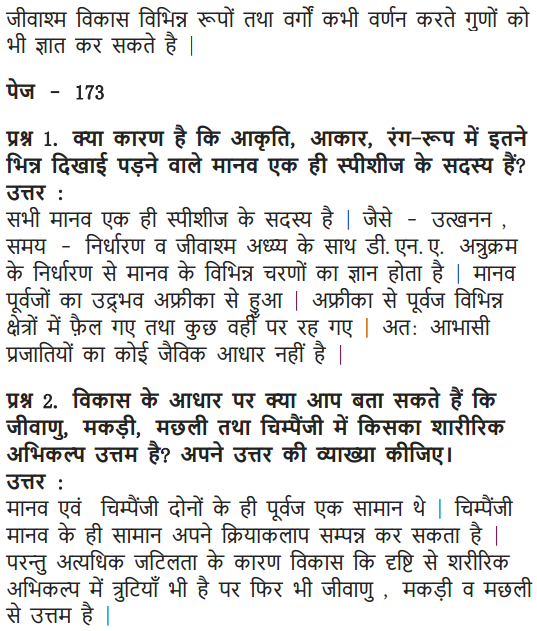 जीवाश्म विकास विभिन्न रूपों तथा वर्गों कभी वर्णन करते गुणों को
भी ज्ञात कर सकते है |
पेज - 173
प्रश्न 1. क्या कारण है कि आकृति, आकार, रंग-रूप में इतने
भिन्न दिखाई पड़ने वाले मानव एक ही स्पीशीज के सदस्य हैं?
उत्तर :
सभी मानव एक ही स्पीशीज के सदस्य है | जैसे - उत्खनन ,
समय - निर्धारण व जीवाश्म अध्य्य के साथ डी. एन. ए. अन्नुक्रम
के निर्धारण से मानव के विभिन्न चरणों का ज्ञान होता है | मानव
पूर्वजों का उद्र्भव अफ्रीका से हुआ | अफ्रीका से पूर्वज विभिन्न
क्षेत्रों में फ़ैल गए तथा कुछ वहीँ पर रह गए | अत: आभासी
प्रजातियों का कोई जैविक आधार नहीं है |
प्रश्न 2. विकास के आधार पर क्या आप बता सकते हैं कि
जीवाणु, मकड़ी, मछली तथा चिम्पैंजी में किसका शारीरिक
अभिकल्प उत्तम है? अपने उत्तर की व्याख्या कीजिए।
उत्तर :
मानव एवं चिम्पैंजी दोनों के ही पूर्वज एक सामान थे | चिम्पैंजी
मानव के ही सामान अपने क्रियाकलाप सम्पन्न कर सकता है |
परन्तु अत्यधिक जटिलता के कारण विकास कि दृष्टि से शरीरिक
अभिकल्प में त्रुटियाँ भी है पर फिर भी जीवाणु , मकड़ी व मछली
से उत्तम है |